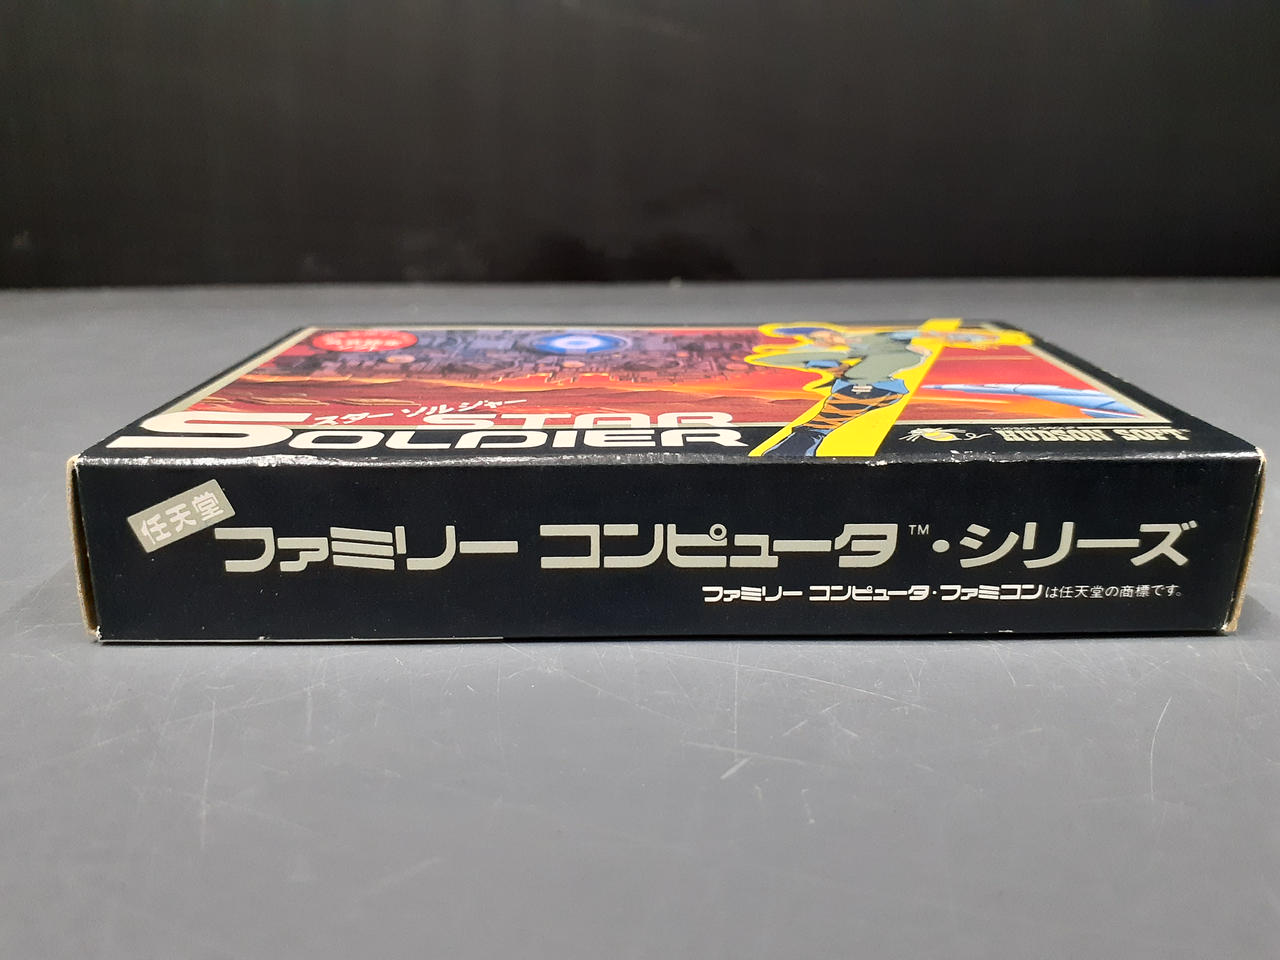 スターソルジャー
STAR
SOLDIER
HUDSON SOFT
任天堂
ファミリー コンピュータ™・シリーズ
ファミリー コンピュータ・ファミコンは任天堂の商標です。